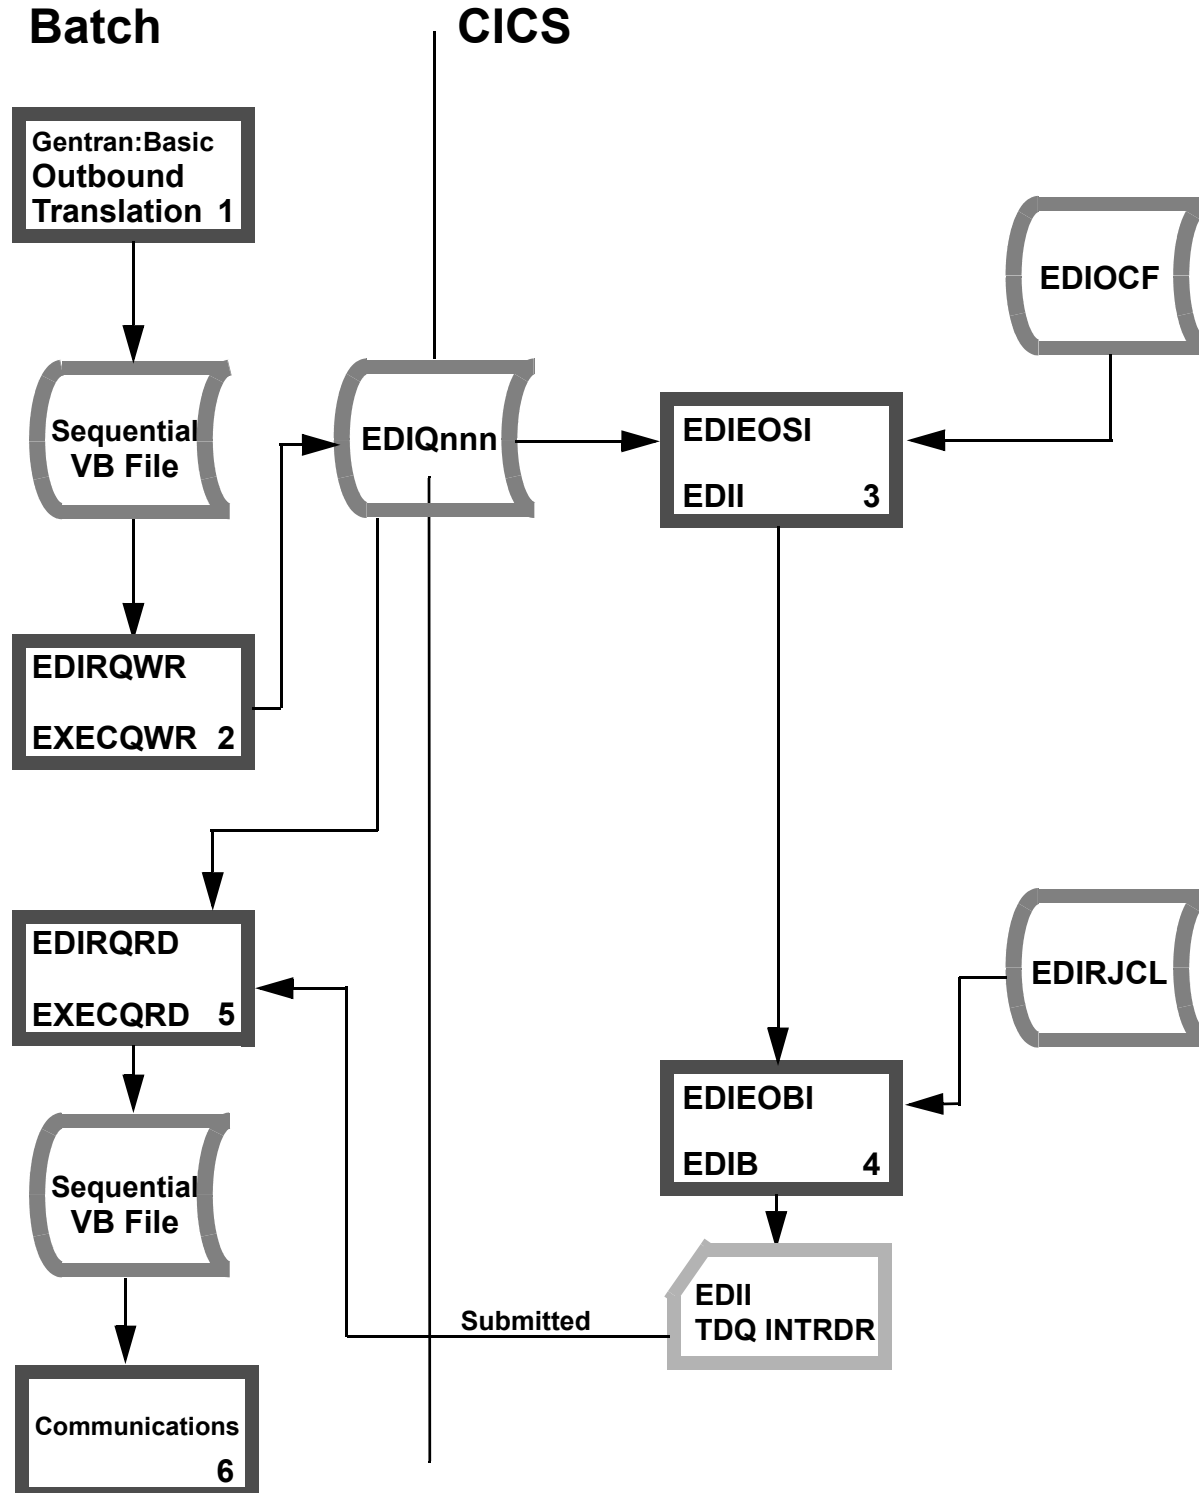 Batch
CICS
Gentran:Basic
Outbound
Translation 1
EDIOCF
Sequential
VB File
EDIQnnn
EDIEOSI
EDII 3
EDIRQWR
EXECQWR 2
EDIRQRD
EXECQRD 5
EDIRJCL
EDIEOBI
EDIB 4
Sequential
VB File
EDII
TDQ INTRDR
Submitted
Communications
6